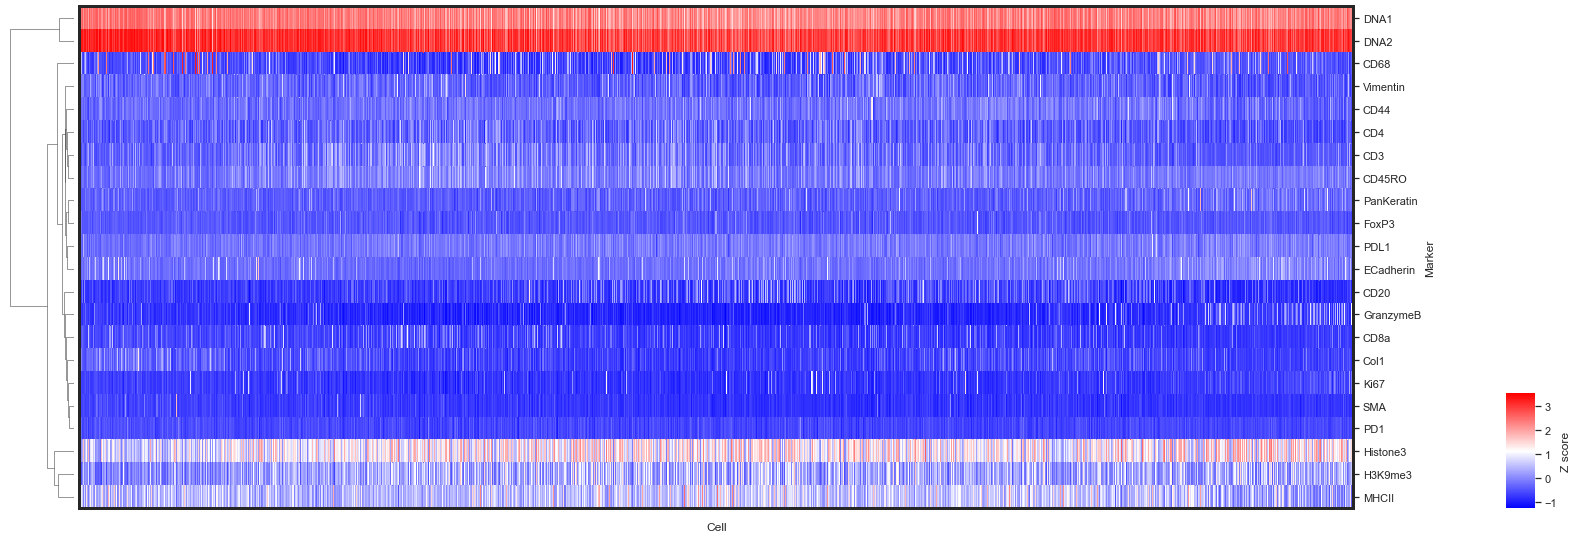 DNA1
DNA2
CD68
Vimentin
CD44
CD4
CD3
CD45RO
PanKeratin
FoxP3
PDL1
ECadherin
CD20
GranzymeB
CD8a
Col1
Ki67
SMA
PD1
Histone3
H3K9me3
MHCII
Marker
Cell
3
2
1
0
−1
Z score